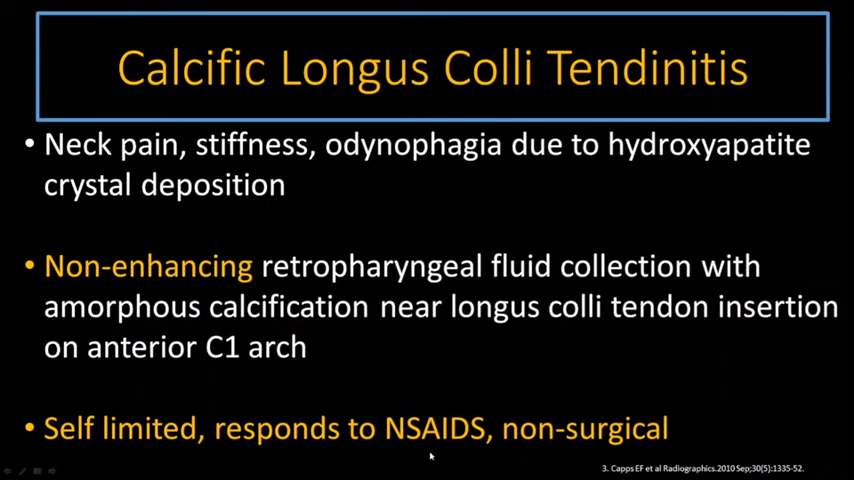 Calcific Longus Colli Tendinitis
• Neck pain, stiffness, odynophagia due to hydroxyapatite
crystal deposition
• Non-enhancing retropharyngeal fluid collection with
amorphous calcification near longus colli tendon insertion
on anterior C1 arch
• Self limited, responds to NSAIDS, non-surgical
3. Capps EF et al Radiographics.2010 Sep;30(5):1335-52.